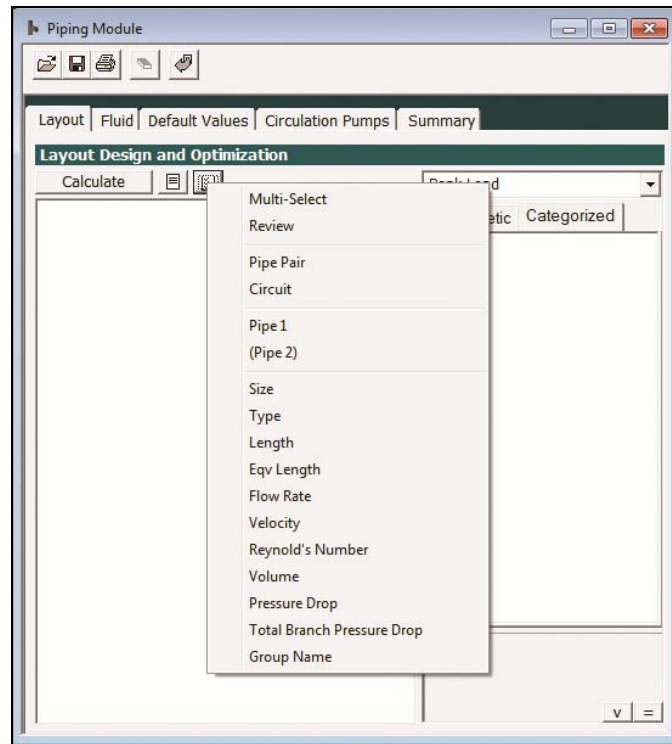 Piping Module
Layout Fluid Default Values Circulation Pumps Summary
Layout Design and Optimization
Calculate
Categorized
Multi-Select
Review
Pipe Pair
Circuit
Pipe 1
(Pipe 2)
Size
Type
Length
Eqv Length
Flow Rate
Velocity
Reynold's Number
Volume
Pressure Drop
Total Branch Pressure Drop
Group Name
v =